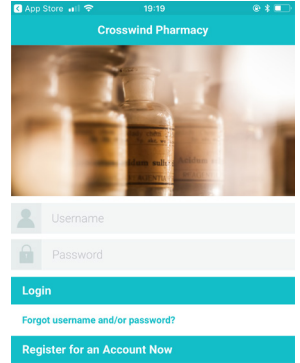 App Store 19:19
Crosswind Pharmacy
Username
Password
Login
Forgot username and/or password?
Register for an Account Now